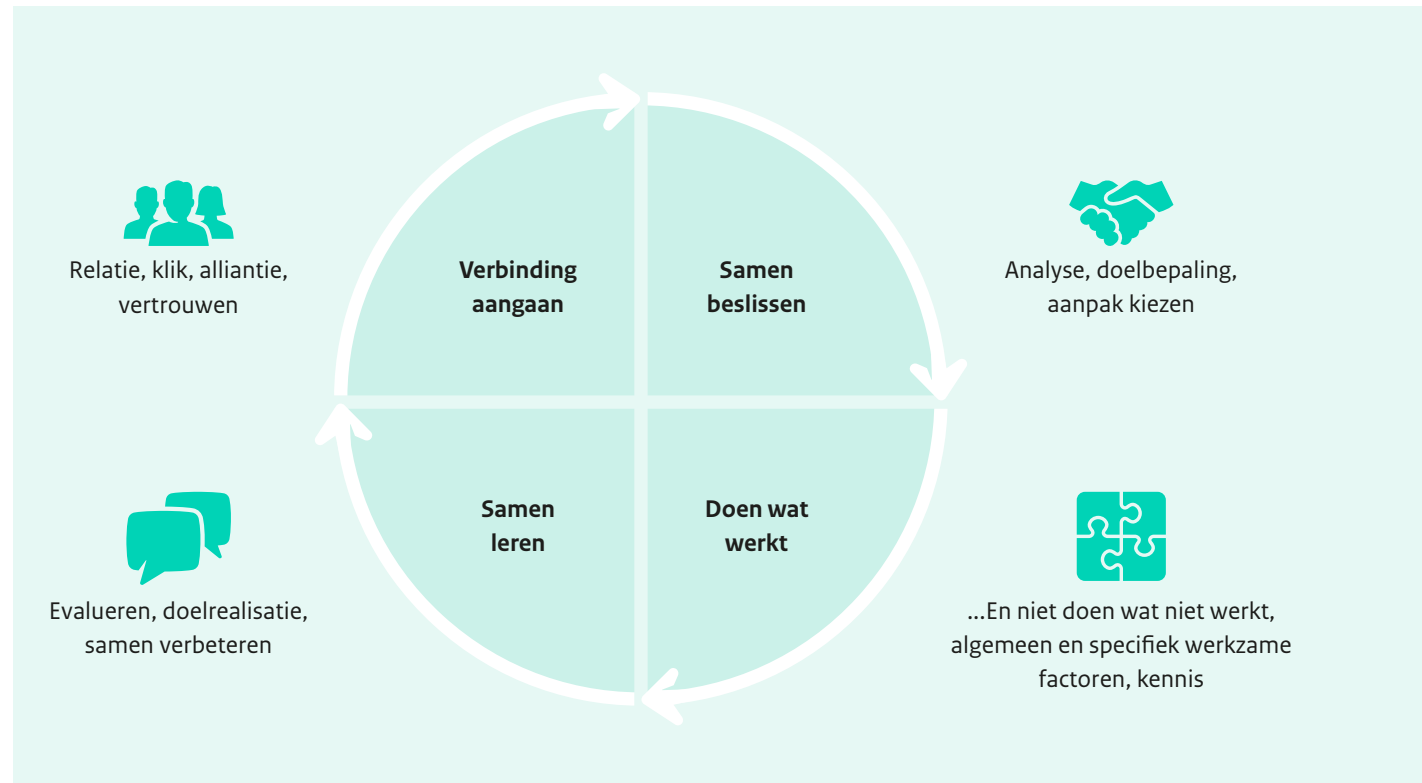 Relatie, klik, alliantie,
vertrouwen
Verbinding
aangaan
Samen
beslissen
Analyse, doelbepaling,
aanpak kiezen
Evalueren, doelrealisatie,
samen verbeteren
Samen
leren
Doen wat
werkt
...En niet doen wat niet werkt,
algemeen en specifiek werkzame
factoren, kennis